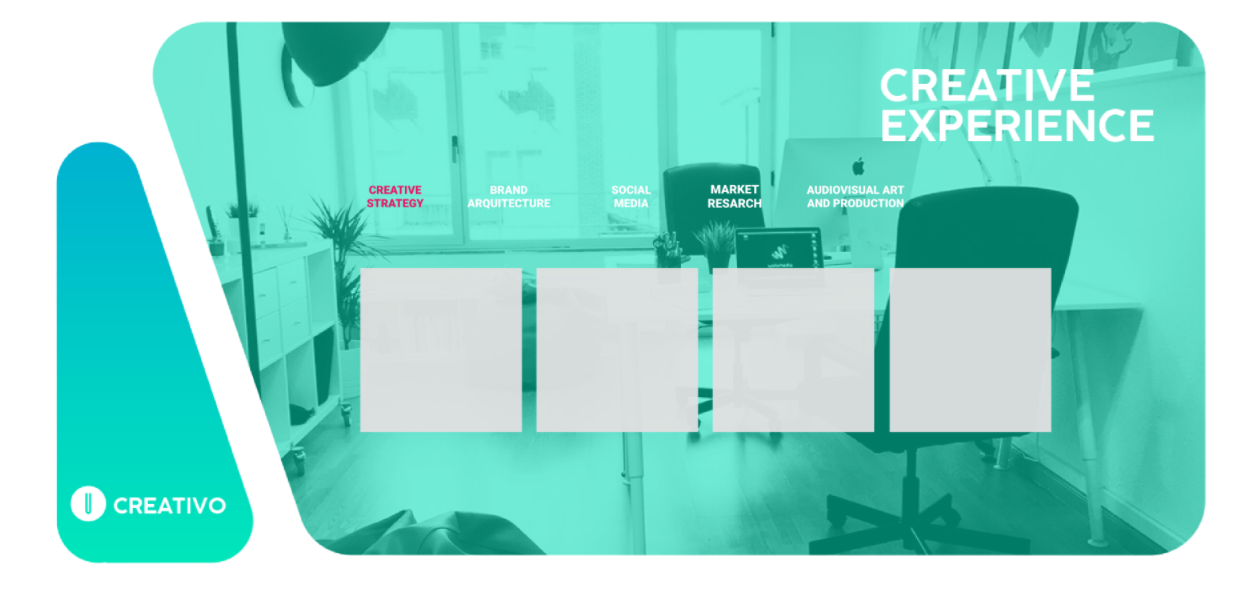 CREATIVE
EXPERIENCE
CREATIVE
STRATEGY
BRAND
ARQUITECTURE
SOCIAL
MEDIA
MARKET
RESARCH
AUDIOVISUAL ART
AND PRODUCTION
CREATIVO